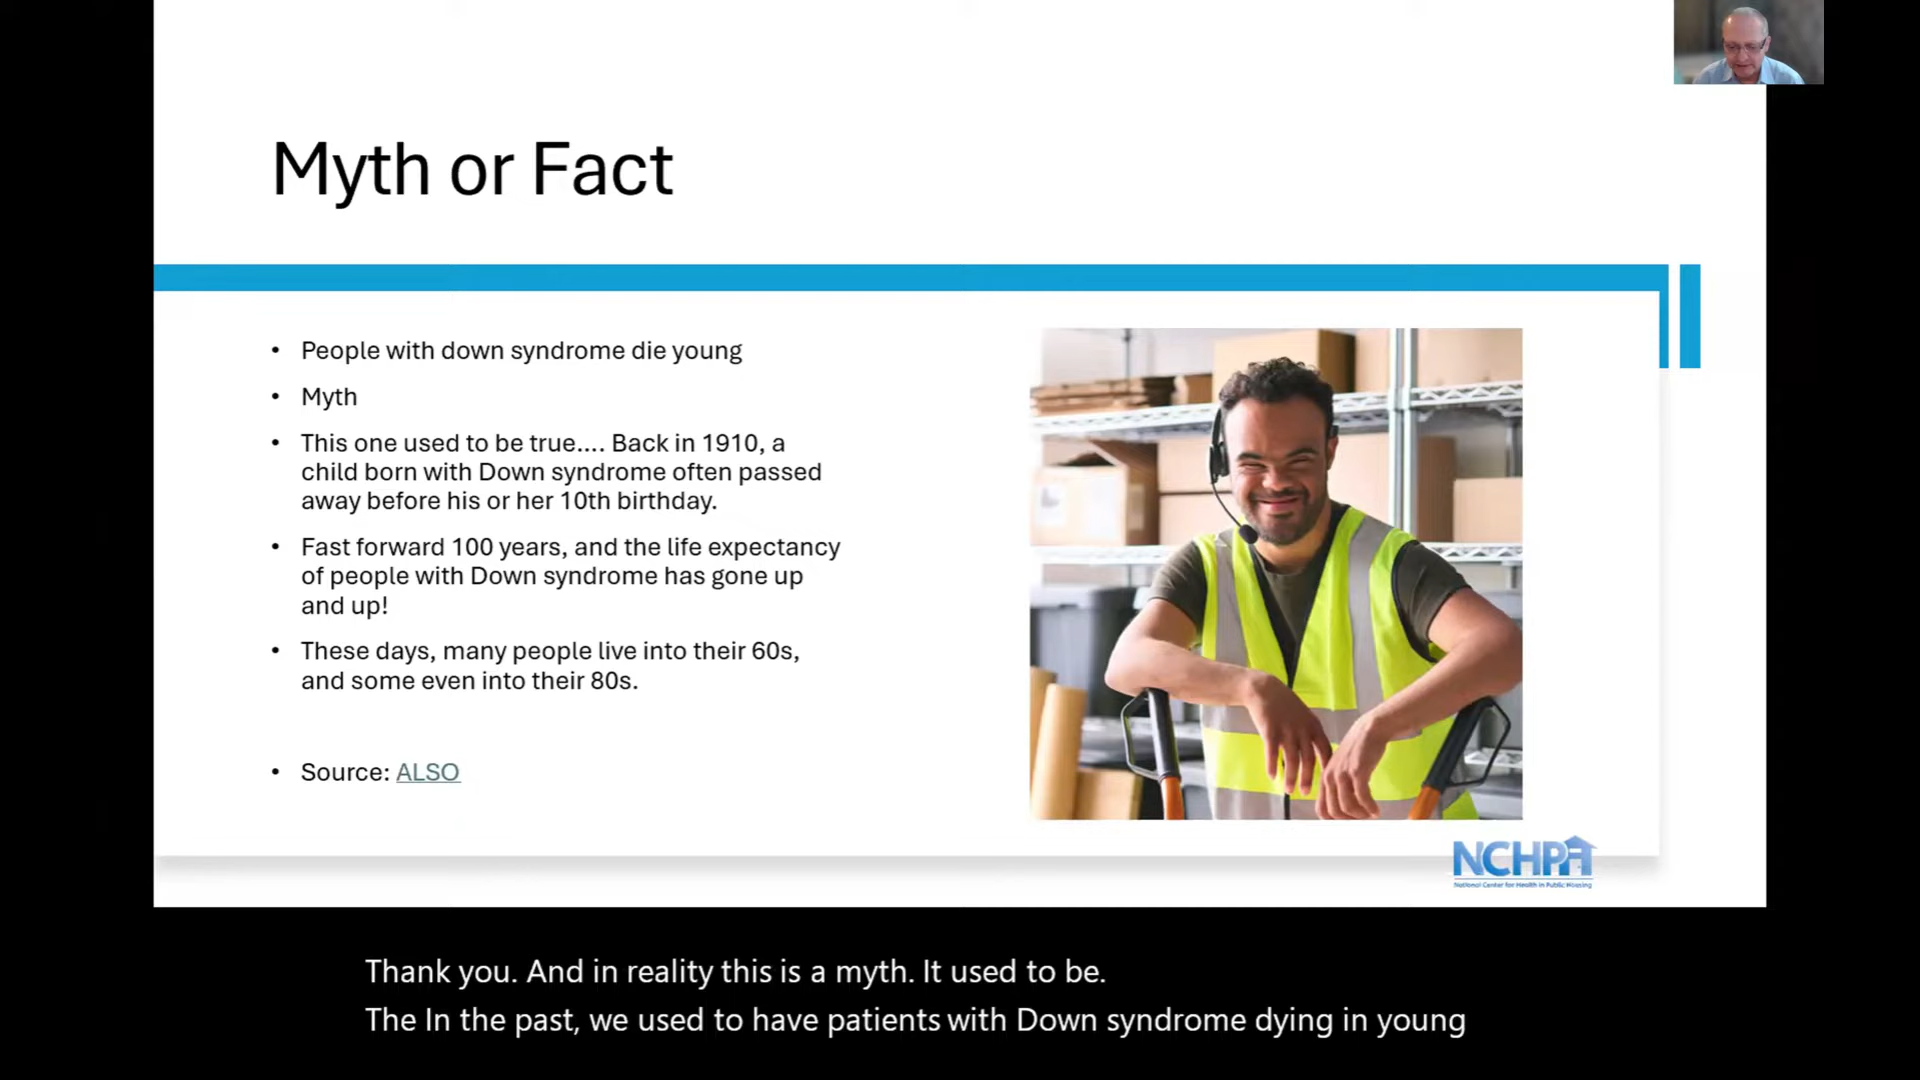 Myth or Fact
• People with down syndrome die young
• Myth
• This one used to be true.... Back in 1910, a
child born with Down syndrome often passed
away before his or her 10th birthday.
• Fast forward 100 years, and the life expectancy
of people with Down syndrome has gone up
and up!
• These days, many people live into their 60s,
and some even into their 80s.
• Source: ALSO
NCHPH
National Center for Health in Public Housing
Thank you. And in reality this is a myth. It used to be.
The In the past, we used to have patients with Down syndrome dying in young